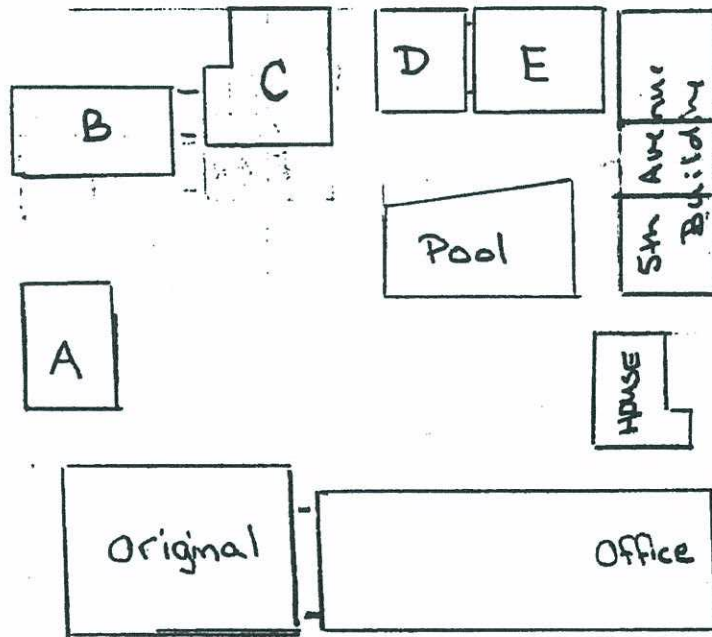 C
D
E
B
5th Avenue
Building
Pool
A
HOUSE
Original
Office